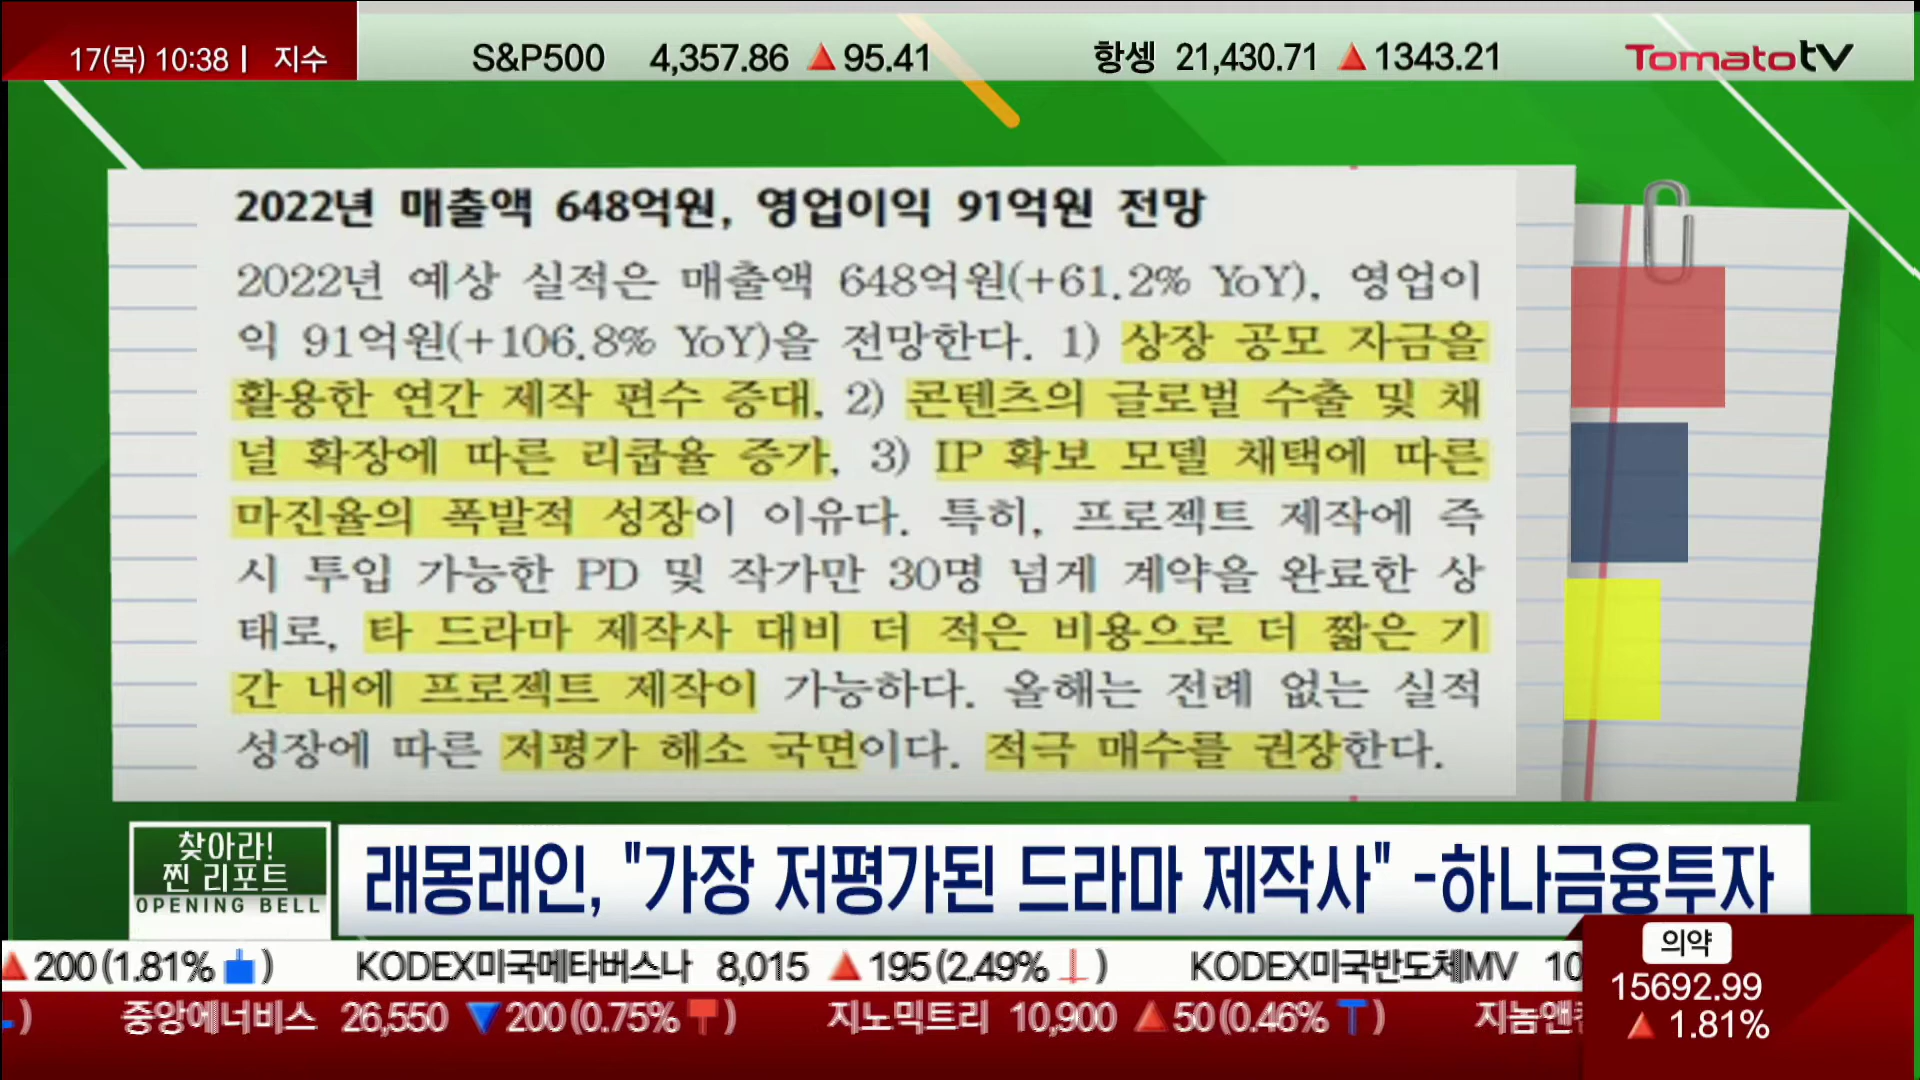 17(목) 10:38 | 지수 S&P500 4,357.86 ▲95.41 항셍 21,430.71 ▲1343.21 Tomatotv
2022년 매출액 648억원, 영업이익 91억원 전망
2022년 예상 실적은 매출액 648억원(+61.2% YoY), 영업이
익 91억원(+106.8% YoY)을 전망한다. 1) 상장 공모 자금을
활용한 연간 제작 편수 증대, 2) 콘텐츠의 글로벌 수출 및 채
널 확장에 따른 리쿱율 증가, 3) IP 확보 모델 채택에 따른
마진율의 폭발적 성장이 이유다. 특히, 프로젝트 제작에 즉
시 투입 가능한 PD 및 작가만 30명 넘게 계약을 완료한 상
태로, 타 드라마 제작사 대비 더 적은 비용으로 더 짧은 기
간 내에 프로젝트 제작이 가능하다. 올해는 전례 없는 실적
성장에 따른 저평가 해소 국면이다. 적극 매수를 권장한다.
찾아라!
찐 리포트
OPENING BELL
래몽래인, "가장 저평가된 드라마 제작사" -하나금융투자
▲200(1.81% ) KODEX미국메타버스나 8,015 ▲195(2.49% ) KODEX미국반도체MV 10
) 중앙에너비스 26,550 ▼200(0.75% ) 지노믹트리 10,900 ▲50(0.46% ) 지놈앤
의약
15692.99
▲ 1.81%